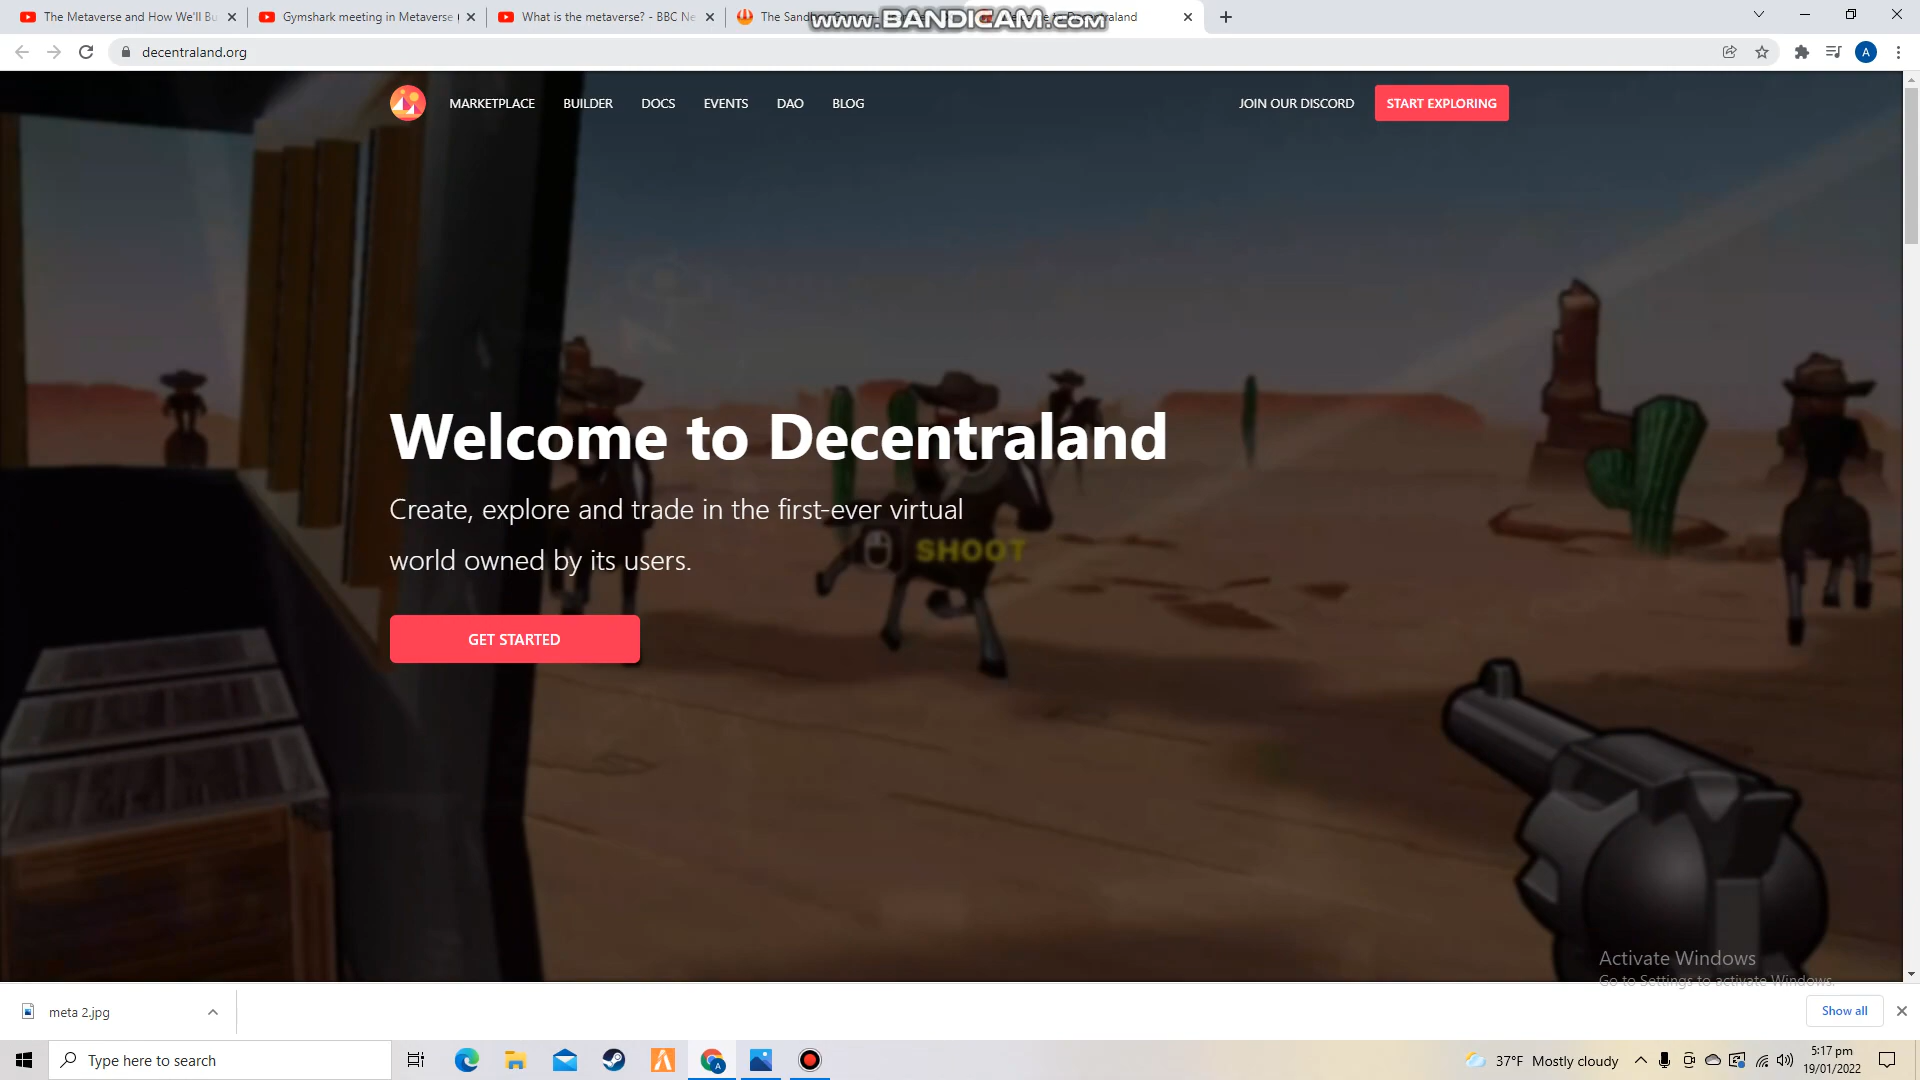 The Metaverse and How We'll Bu
Gymshark meeting in Metaverse
What is the metaverse? - BBC Ne
The Sand
www.BANDICAM.com
decentraland.org
A
MARKETPLACE
BUILDER
DOCS
EVENTS
DAO
BLOG
JOIN OUR DISCORD
START EXPLORING
Welcome to Decentraland
Create, explore and trade in the first-ever virtual
world owned by its users.
SHOOT
GET STARTED
Activate Windows
Go to Settings to activate Windows.
meta 2.jpg
Show all
Type here to search
37°F Mostly cloudy
5:17 pm
19/01/2022